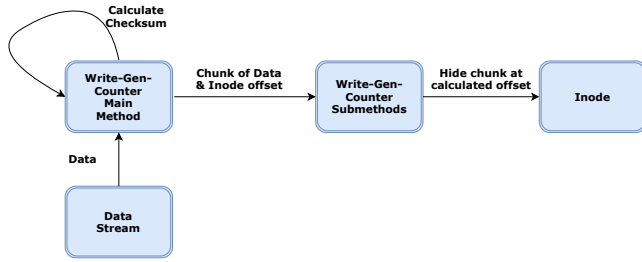 Calculate
Checksum
Write-Gen-
Counter
Main
Method
Chunk of Data
& Inode offset
Write-Gen-
Counter
Submethods
Hide chunk at
calculated offset
Inode
Data
Data
Stream